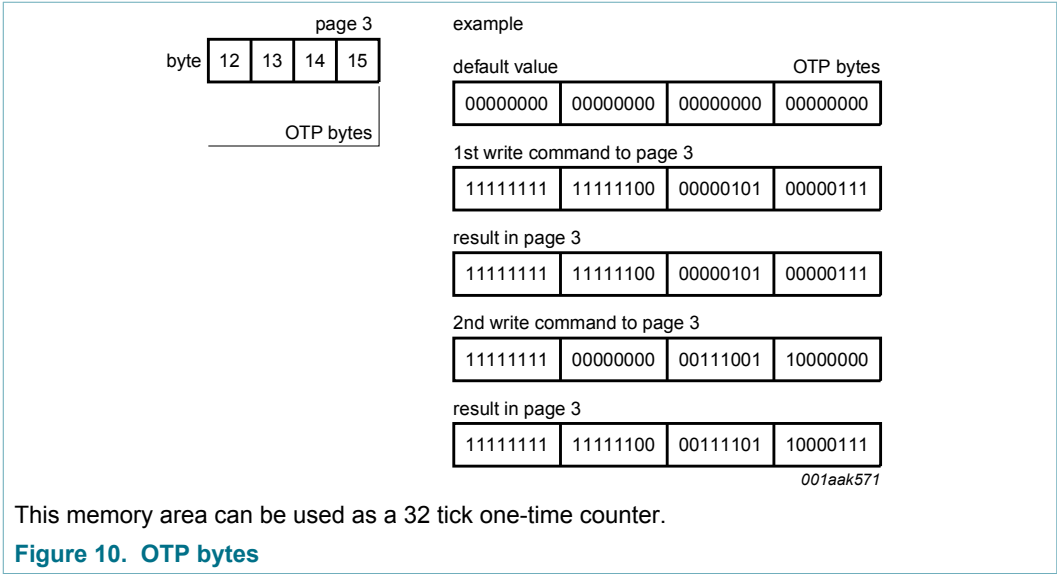 page 3
byte 12 13 14 15
OTP bytes
example
default value OTP bytes
00000000 00000000 00000000 00000000
1st write command to page 3
11111111 11111100 00000101 00000111
result in page 3
11111111 11111100 00000101 00000111
2nd write command to page 3
11111111 00000000 00111001 10000000
result in page 3
11111111 11111100 00111101 10000111
001aak571
This memory area can be used as a 32 tick one-time counter.
Figure 10. OTP bytes